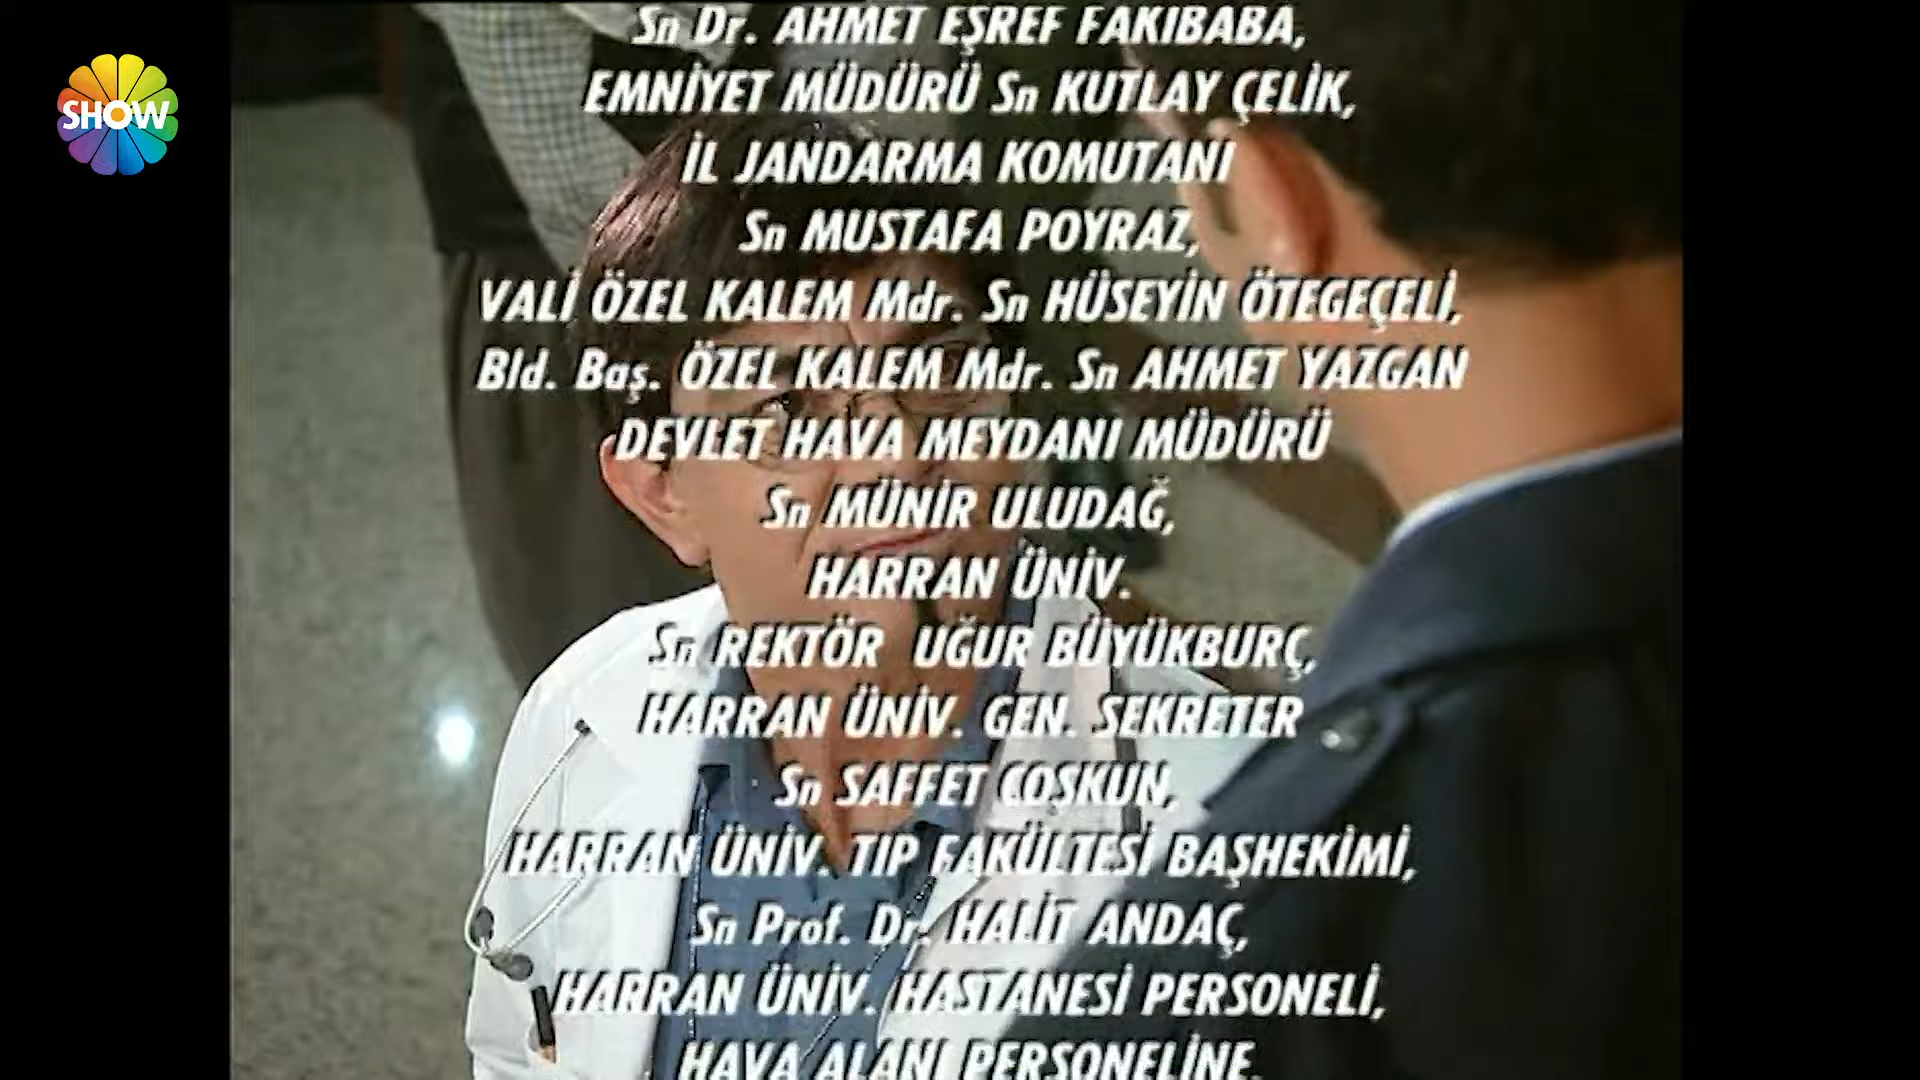 SHOW
Sn Dr. AHMET EŞREF FAKIBABA,
EMNİYET MÜDÜRÜ Sn KUTLAY ÇELİK,
İL JANDARMA KOMUTANI
Sn MUSTAFA POYRAZ,
VALİ ÖZEL KALEM Mdr. Sn HÜSEYİN ÖTEGEÇELİ,
Bld. Baş. ÖZEL KALEM Mdr. Sn AHMET YAZGAN
DEVLET HAVA MEYDANI MÜDÜRÜ
Sn MÜNİR ULUDAĞ,
HARRAN ÜNİV.
Sn REKTÖR UĞUR BÜYÜKBURÇ,
HARRAN ÜNİV. GEN. SEKRETER
Sn SAFFET COŞKUN,
HARRAN ÜNİV. TIP FAKÜLTESİ BAŞHEKİMİ,
Sn Prof. Dr. HALİT ANDAÇ,
HARRAN ÜNİV. HASTANESİ PERSONELİ,
HAVA ALANI PERSONELİNE,